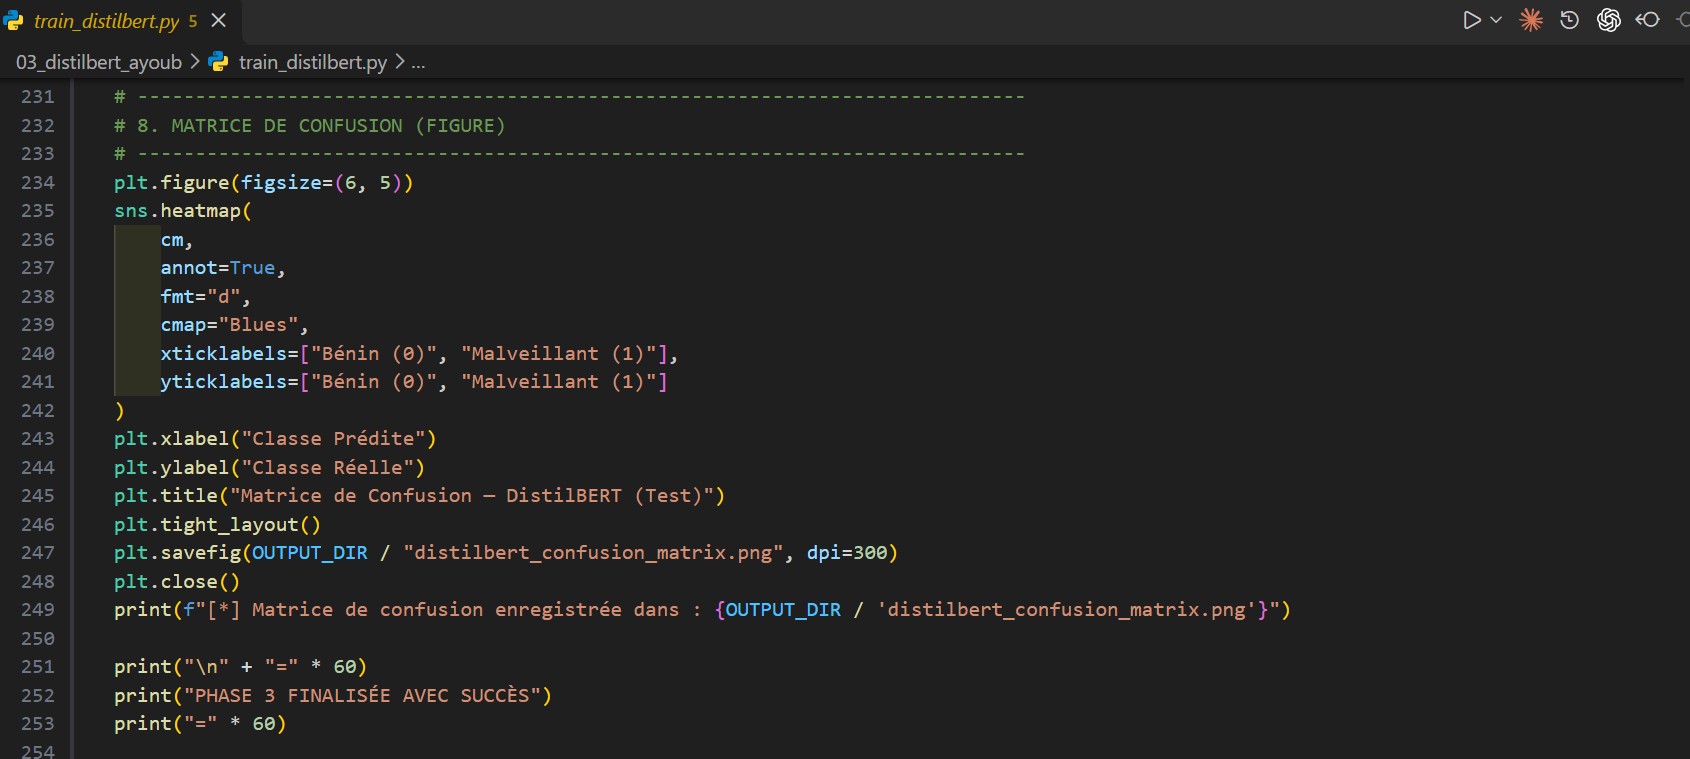 train_distilbert.py 5
03_distilbert_ayoub > train_distilbert.py > ...
231 # -----------------------------------------------------------------------------
232 # 8. MATRICE DE CONFUSION (FIGURE)
233 # -----------------------------------------------------------------------------
234 plt.figure(figsize=(6, 5))
235 sns.heatmap(
236     cm,
237     annot=True,
238     fmt="d",
239     cmap="Blues",
240     xticklabels=["Bénin (0)", "Malveillant (1)"],
241     yticklabels=["Bénin (0)", "Malveillant (1)"]
242 )
243 plt.xlabel("Classe Prédite")
244 plt.ylabel("Classe Réelle")
245 plt.title("Matrice de Confusion — DistilBERT (Test)")
246 plt.tight_layout()
247 plt.savefig(OUTPUT_DIR / "distilbert_confusion_matrix.png", dpi=300)
248 plt.close()
249 print(f"[*] Matrice de confusion enregistrée dans : {OUTPUT_DIR / 'distilbert_confusion_matrix.png'}")
250
251 print("\n" + "=" * 60)
252 print("PHASE 3 FINALISÉE AVEC SUCCÈS")
253 print("=" * 60)
254